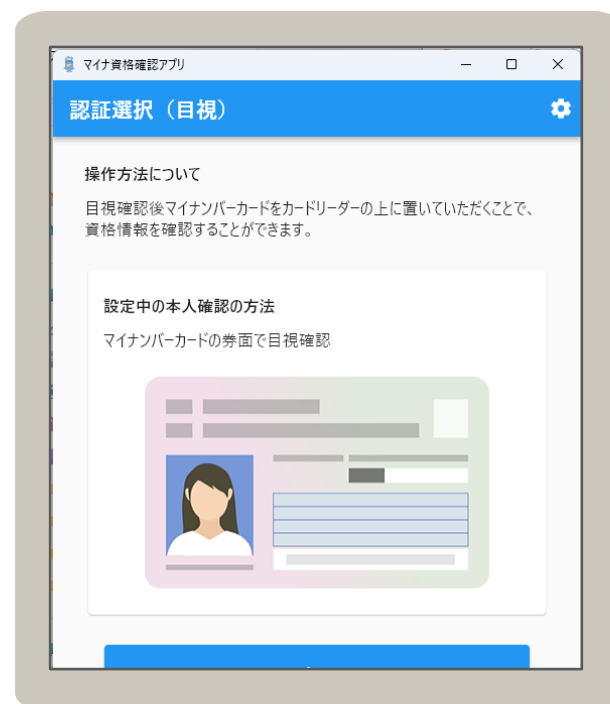 マイナ資格確認アプリ
認証選択（目視）
操作方法について
目視確認後マイナンバーカードをカードリーダーの上に置いていただくことで、
資格情報を確認することができます。
設定中の本人確認の方法
マイナンバーカードの券面で目視確認